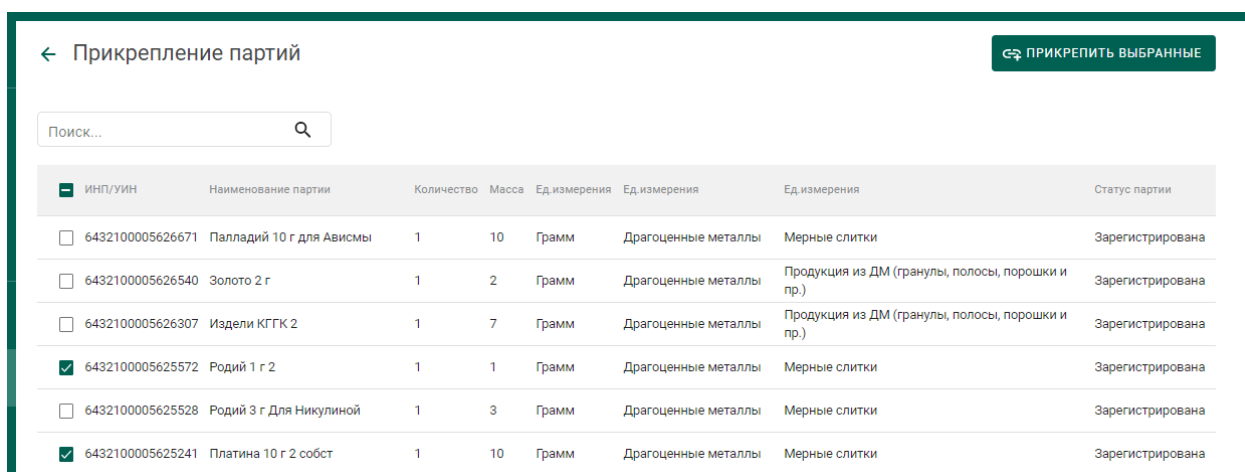 Прикрепление партий
ПРИКРЕПИТЬ ВЫБРАННЫЕ
Поиск...
ИНП/УИН Наименование партии Количество Масса Ед.измерения Ед.измерения Ед.измерения Статус партии
6432100005626671 Палладий 10 г для Ависмы 1 10 Грамм Драгоценные металлы Мерные слитки Зарегистрирована
6432100005626540 Золото 2 г 1 2 Грамм Драгоценные металлы Продукция из ДМ (гранулы, полосы, порошки и пр.) Зарегистрирована
6432100005626307 Издели КГГК 2 1 7 Грамм Драгоценные металлы Продукция из ДМ (гранулы, полосы, порошки и пр.) Зарегистрирована
6432100005625572 Родий 1 г 2 1 1 Грамм Драгоценные металлы Мерные слитки Зарегистрирована
6432100005625528 Родий 3 г Для Никулиной 1 3 Грамм Драгоценные металлы Мерные слитки Зарегистрирована
6432100005625241 Платина 10 г 2 собст 1 10 Грамм Драгоценные металлы Мерные слитки Зарегистрирована